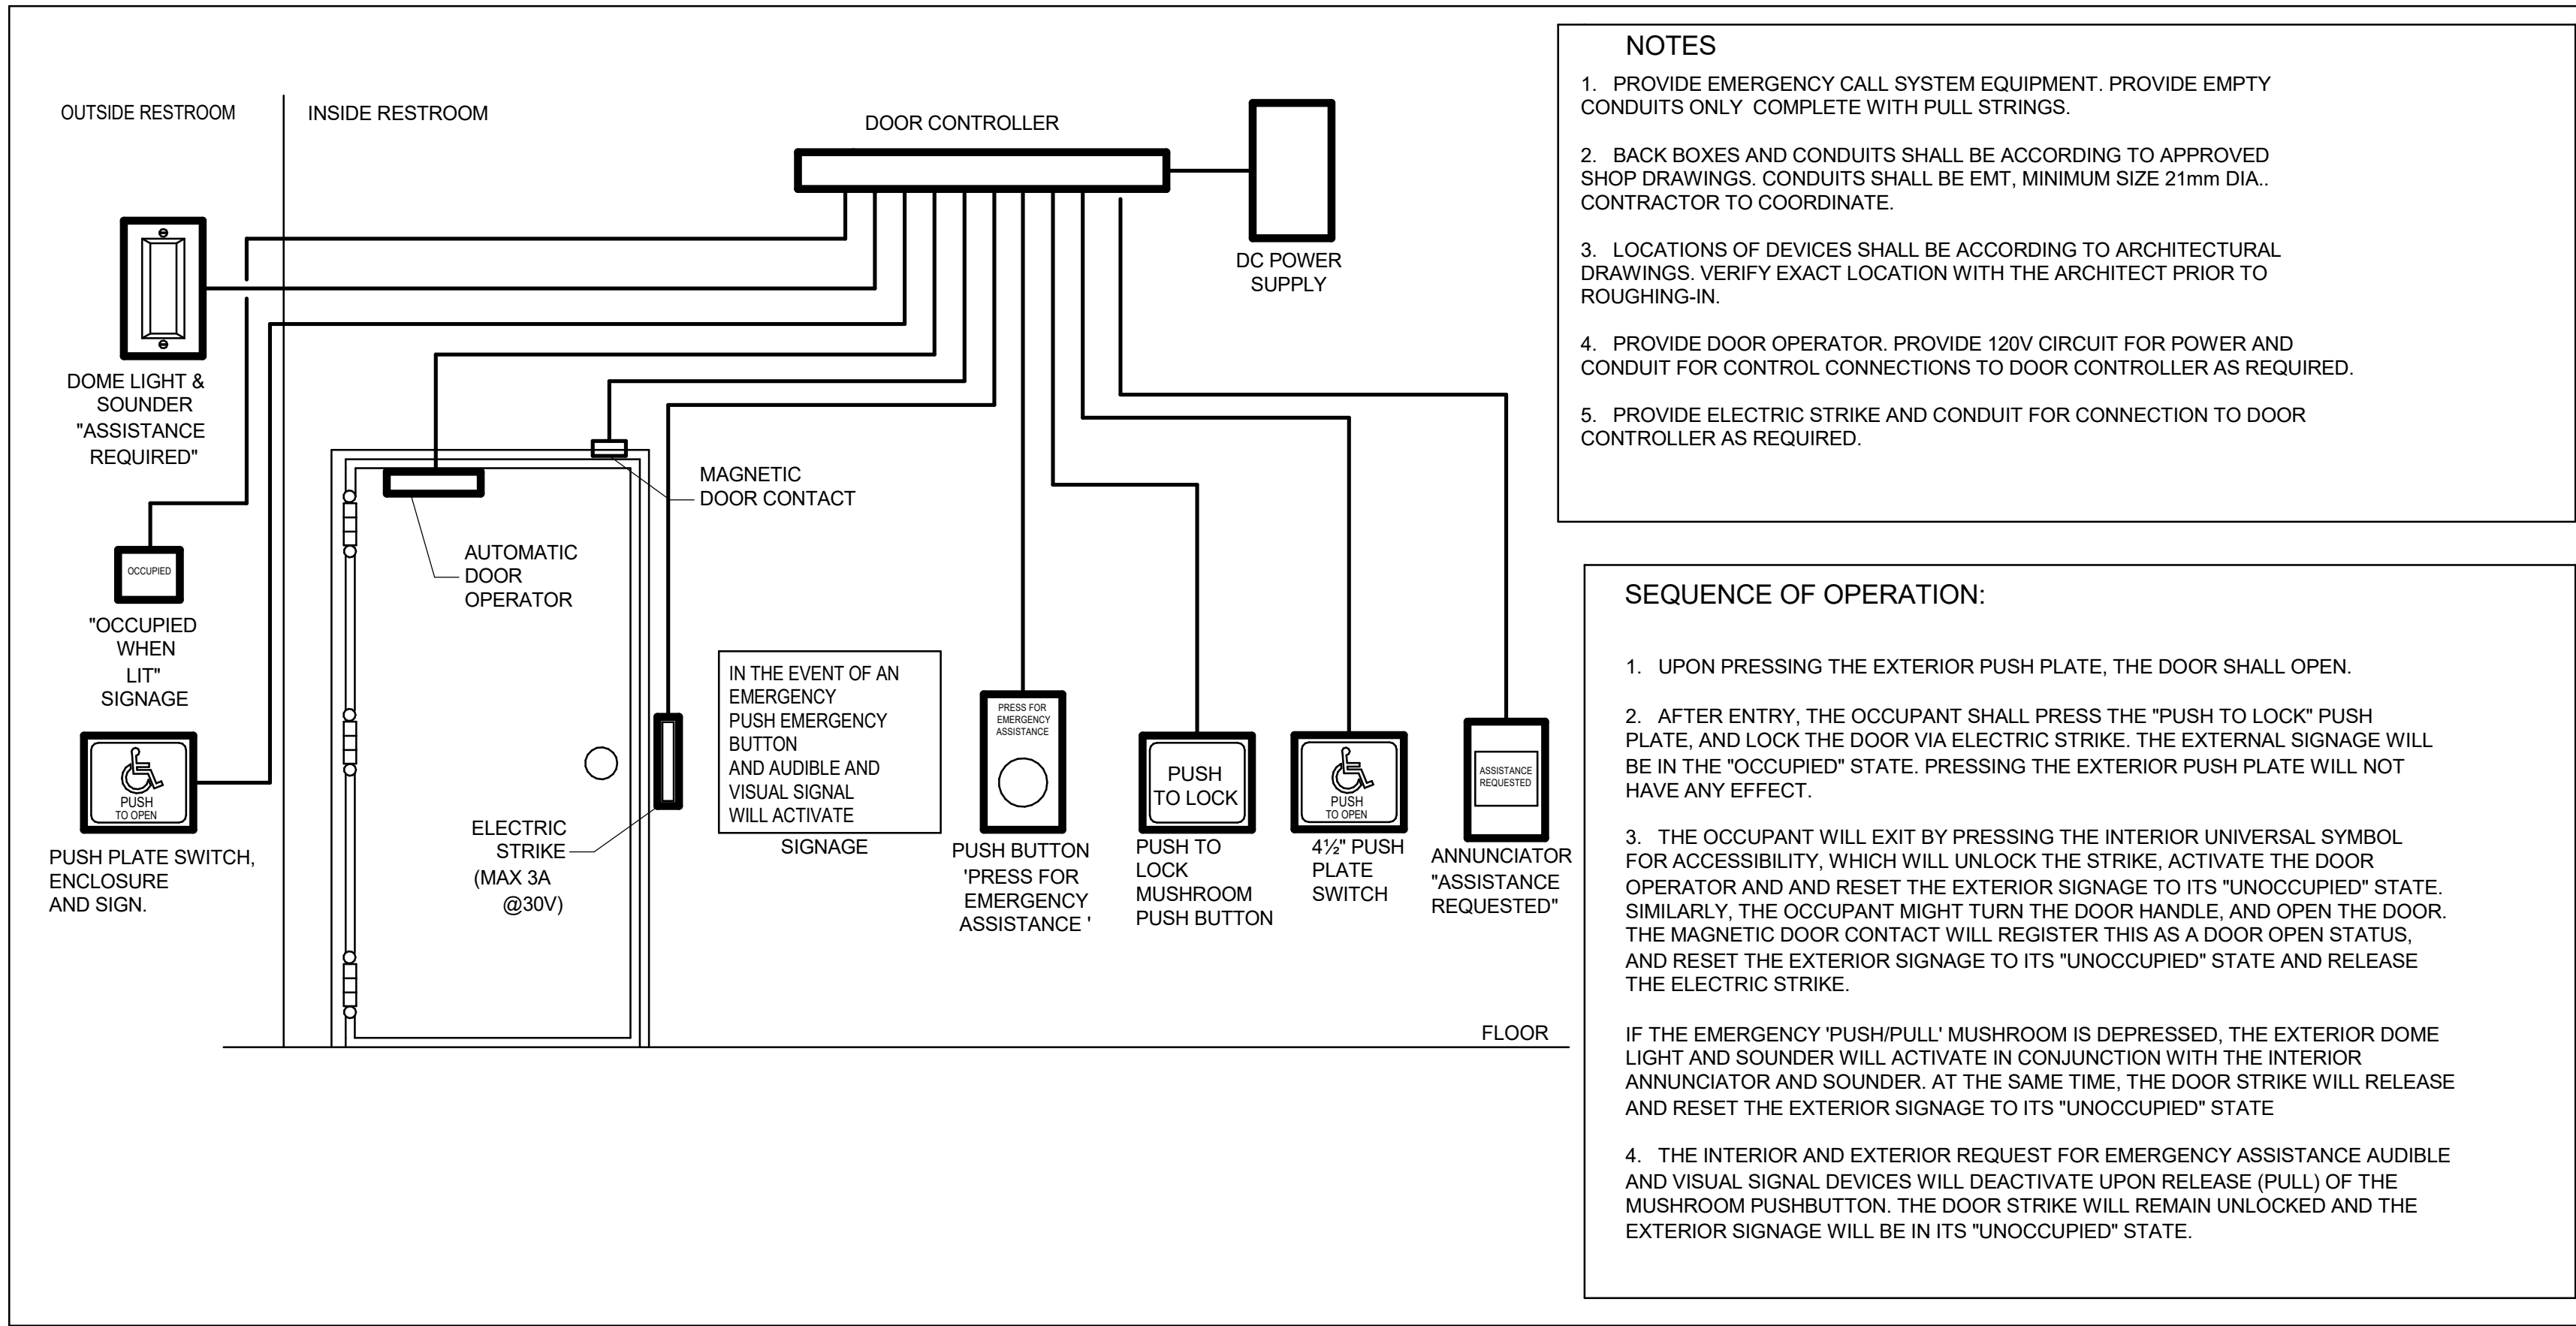 OUTSIDE RESTROOM
INSIDE RESTROOM
DOOR CONTROLLER
DC POWER
SUPPLY
DOME LIGHT &
SOUNDER
"ASSISTANCE
REQUIRED"
OCCUPIED
"OCCUPIED
WHEN
LIT"
SIGNAGE
PUSH
TO OPEN
PUSH PLATE SWITCH,
ENCLOSURE
AND SIGN.
MAGNETIC
DOOR CONTACT
AUTOMATIC
DOOR
OPERATOR
ELECTRIC
STRIKE
(MAX 3A
@30V)
IN THE EVENT OF AN
EMERGENCY
PUSH EMERGENCY
BUTTON
AND AUDIBLE AND
VISUAL SIGNAL
WILL ACTIVATE
SIGNAGE
PRESS FOR
EMERGENCY
ASSISTANCE
PUSH BUTTON
'PRESS FOR
EMERGENCY
ASSISTANCE '
PUSH
TO LOCK
PUSH TO
LOCK
MUSHROOM
PUSH BUTTON
PUSH
TO OPEN
4½" PUSH
PLATE
SWITCH
ASSISTANCE
REQUESTED
ANNUNCIATOR
"ASSISTANCE
REQUESTED"
FLOOR
NOTES
1. PROVIDE EMERGENCY CALL SYSTEM EQUIPMENT. PROVIDE EMPTY
CONDUITS ONLY COMPLETE WITH PULL STRINGS.
2. BACK BOXES AND CONDUITS SHALL BE ACCORDING TO APPROVED
SHOP DRAWINGS. CONDUITS SHALL BE EMT, MINIMUM SIZE 21mm DIA..
CONTRACTOR TO COORDINATE.
3. LOCATIONS OF DEVICES SHALL BE ACCORDING TO ARCHITECTURAL
DRAWINGS. VERIFY EXACT LOCATION WITH THE ARCHITECT PRIOR TO
ROUGHING-IN.
4. PROVIDE DOOR OPERATOR. PROVIDE 120V CIRCUIT FOR POWER AND
CONDUIT FOR CONTROL CONNECTIONS TO DOOR CONTROLLER AS REQUIRED.
5. PROVIDE ELECTRIC STRIKE AND CONDUIT FOR CONNECTION TO DOOR
CONTROLLER AS REQUIRED.
SEQUENCE OF OPERATION:
1. UPON PRESSING THE EXTERIOR PUSH PLATE, THE DOOR SHALL OPEN.
2. AFTER ENTRY, THE OCCUPANT SHALL PRESS THE "PUSH TO LOCK" PUSH
PLATE, AND LOCK THE DOOR VIA ELECTRIC STRIKE. THE EXTERNAL SIGNAGE WILL
BE IN THE "OCCUPIED" STATE. PRESSING THE EXTERIOR PUSH PLATE WILL NOT
HAVE ANY EFFECT.
3. THE OCCUPANT WILL EXIT BY PRESSING THE INTERIOR UNIVERSAL SYMBOL
FOR ACCESSIBILITY, WHICH WILL UNLOCK THE STRIKE, ACTIVATE THE DOOR
OPERATOR AND AND RESET THE EXTERIOR SIGNAGE TO ITS "UNOCCUPIED" STATE.
SIMILARLY, THE OCCUPANT MIGHT TURN THE DOOR HANDLE, AND OPEN THE DOOR.
THE MAGNETIC DOOR CONTACT WILL REGISTER THIS AS A DOOR OPEN STATUS,
AND RESET THE EXTERIOR SIGNAGE TO ITS "UNOCCUPIED" STATE AND RELEASE
THE ELECTRIC STRIKE.
IF THE EMERGENCY 'PUSH/PULL' MUSHROOM IS DEPRESSED, THE EXTERIOR DOME
LIGHT AND SOUNDER WILL ACTIVATE IN CONJUNCTION WITH THE INTERIOR
ANNUNCIATOR AND SOUNDER. AT THE SAME TIME, THE DOOR STRIKE WILL RELEASE
AND RESET THE EXTERIOR SIGNAGE TO ITS "UNOCCUPIED" STATE
4. THE INTERIOR AND EXTERIOR REQUEST FOR EMERGENCY ASSISTANCE AUDIBLE
AND VISUAL SIGNAL DEVICES WILL DEACTIVATE UPON RELEASE (PULL) OF THE
MUSHROOM PUSHBUTTON. THE DOOR STRIKE WILL REMAIN UNLOCKED AND THE
EXTERIOR SIGNAGE WILL BE IN ITS "UNOCCUPIED" STATE.